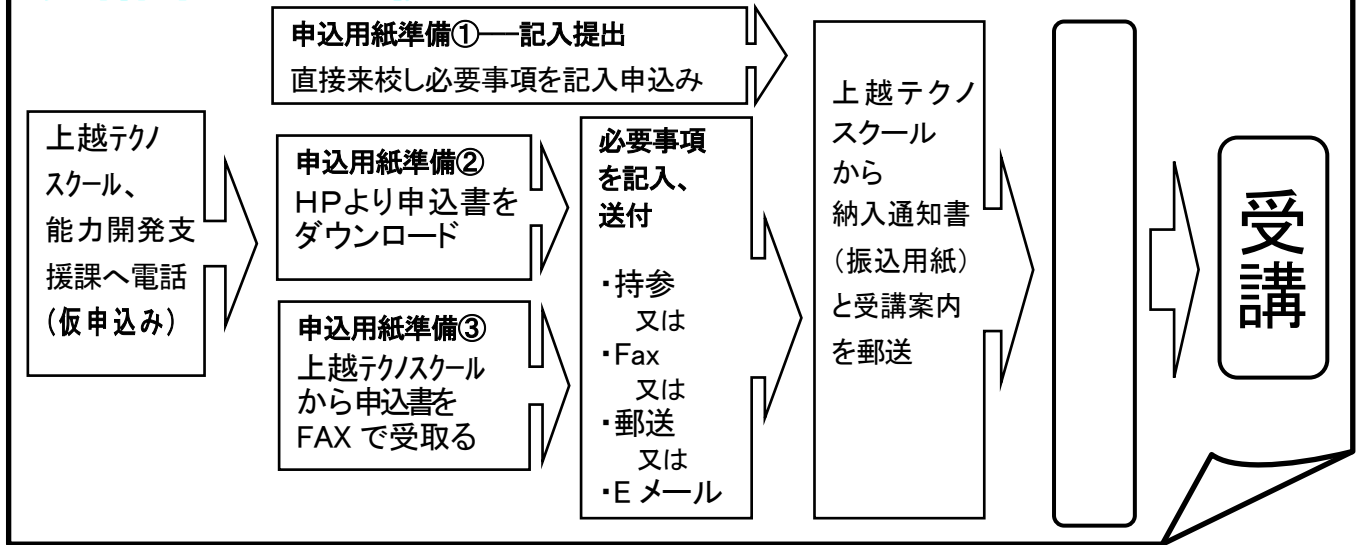 申込用紙準備①―記入提出
直接来校し必要事項を記入申込み
上越テクノ
スクール、
能力開発支
援課へ電話
(仮申込み)
申込用紙準備②
HPより申込書を
ダウンロード
申込用紙準備③
上越テクノスクール
から申込書を
FAX で受取る
必要事項
を記入、
送付
・持参
又は
・Fax
又は
・郵送
又は
・E メール
上越テクノ
スクール
から
納入通知書
（振込用紙）
と受講案内
を郵送
受講